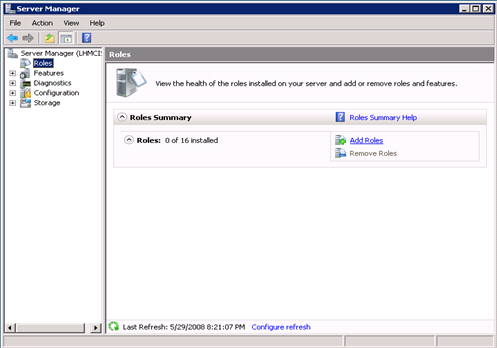 Server Manager
File Action View Help
Server Manager (LHMCI
Roles
Features
Diagnostics
Configuration
Storage
Roles
View the health of the roles installed on your server and add or remove roles and features.
Roles Summary
Roles Summary Help
Roles: 0 of 16 installed
Add Roles
Remove Roles
Last Refresh: 5/29/2008 8:21:07 PM Configure refresh